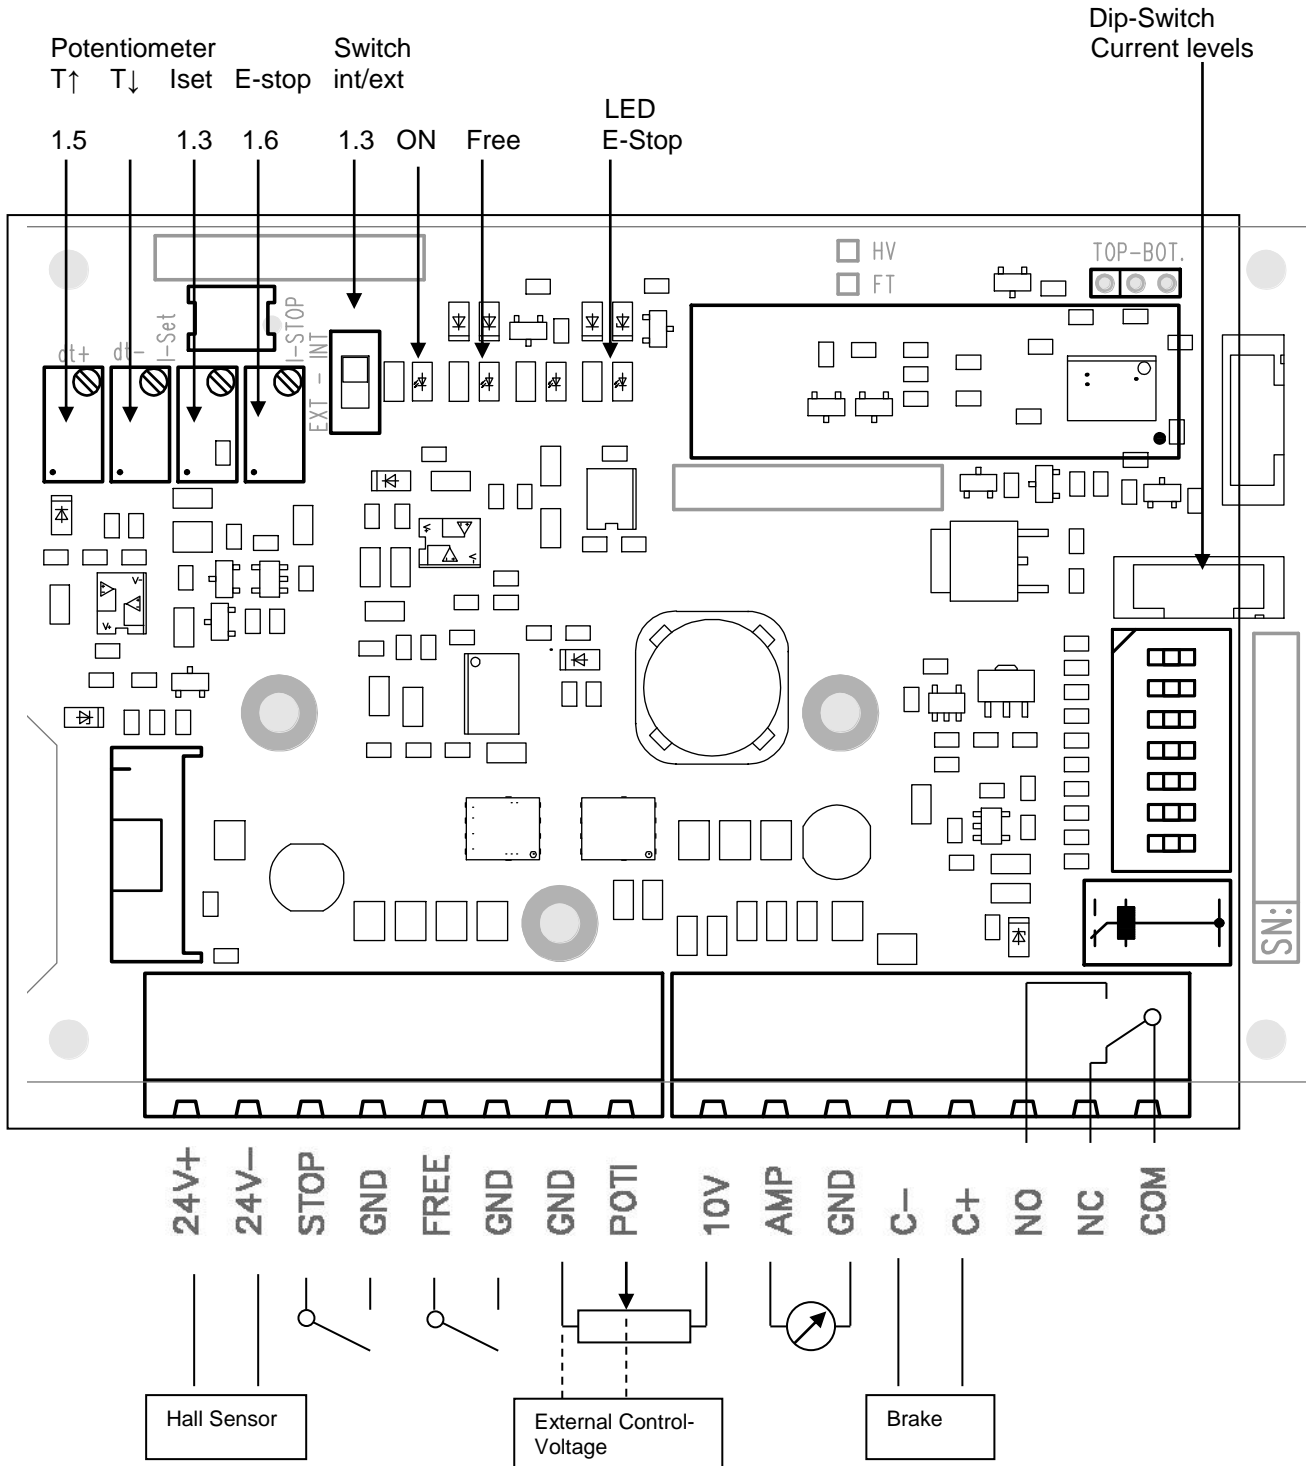 Dip-Switch
Current levels
Potentiometer Switch
T↑ T↓ Iset E-stop int/ext
LED
1.5 1.3 1.6 1.3 ON Free E-Stop
HV
FT
TOP-BOT.
dt+
dt-
I-Set
I-STOP
EXT - INT
V-
V+
SN:
24V+
24V-
STOP
GND
FREE
GND
GND
POTI
10V
AMP
GND
C-
C+
NO
NC
COM
Hall Sensor
External Control-
Voltage
Brake